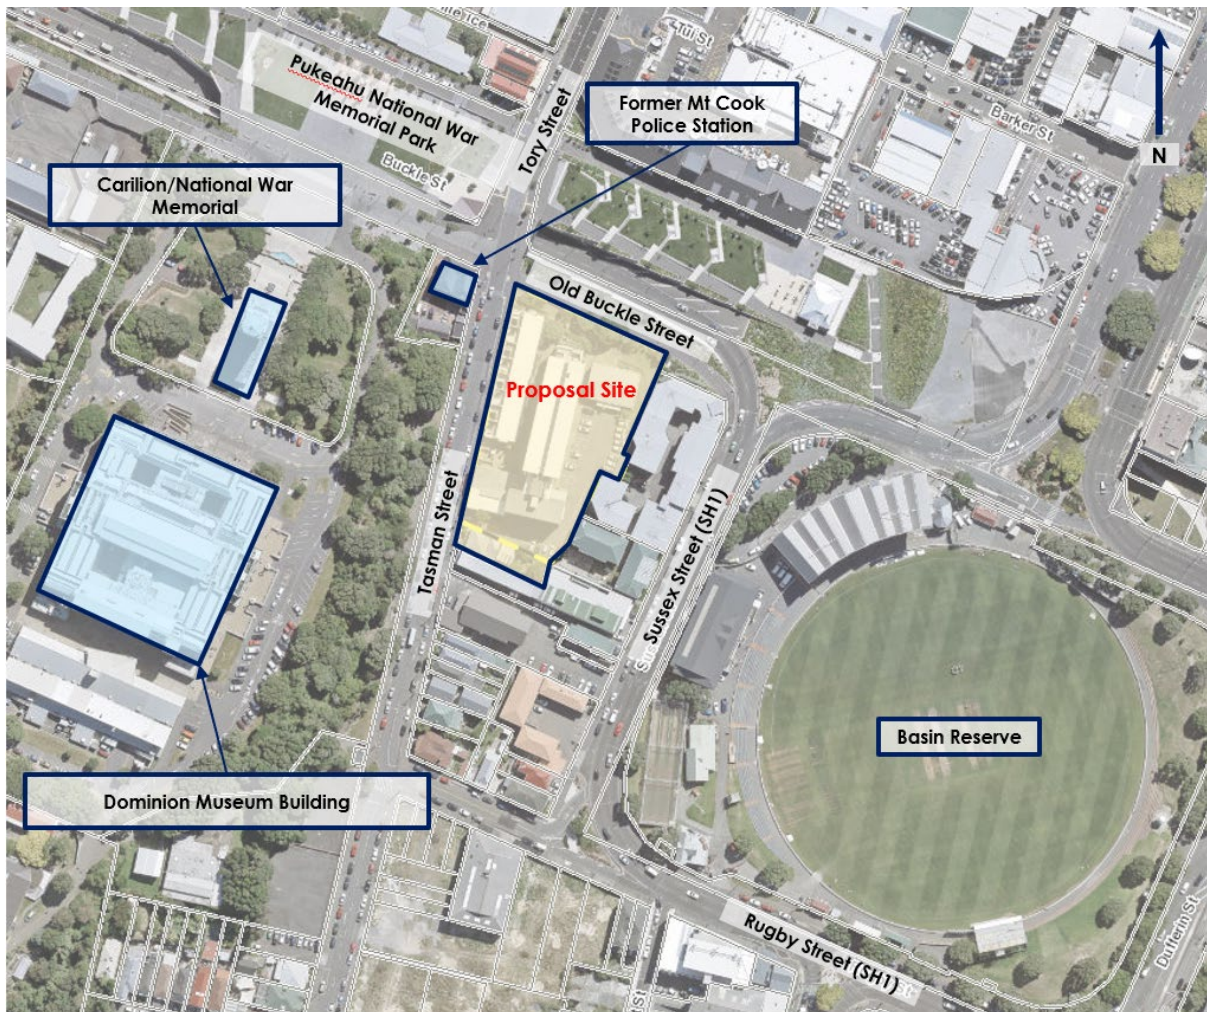 Tui St
Pukeahu National War
Memorial Park
Tory Street
Former Mt Cook
Police Station
Barker St
N
Buckle St
Carilion/National War
Memorial
Old Buckle Street
Proposal Site
Tasman Street
Sussex Street (SH1)
Basin Reserve
Dominion Museum Building
Rugby Street (SH1)
Dufferin St